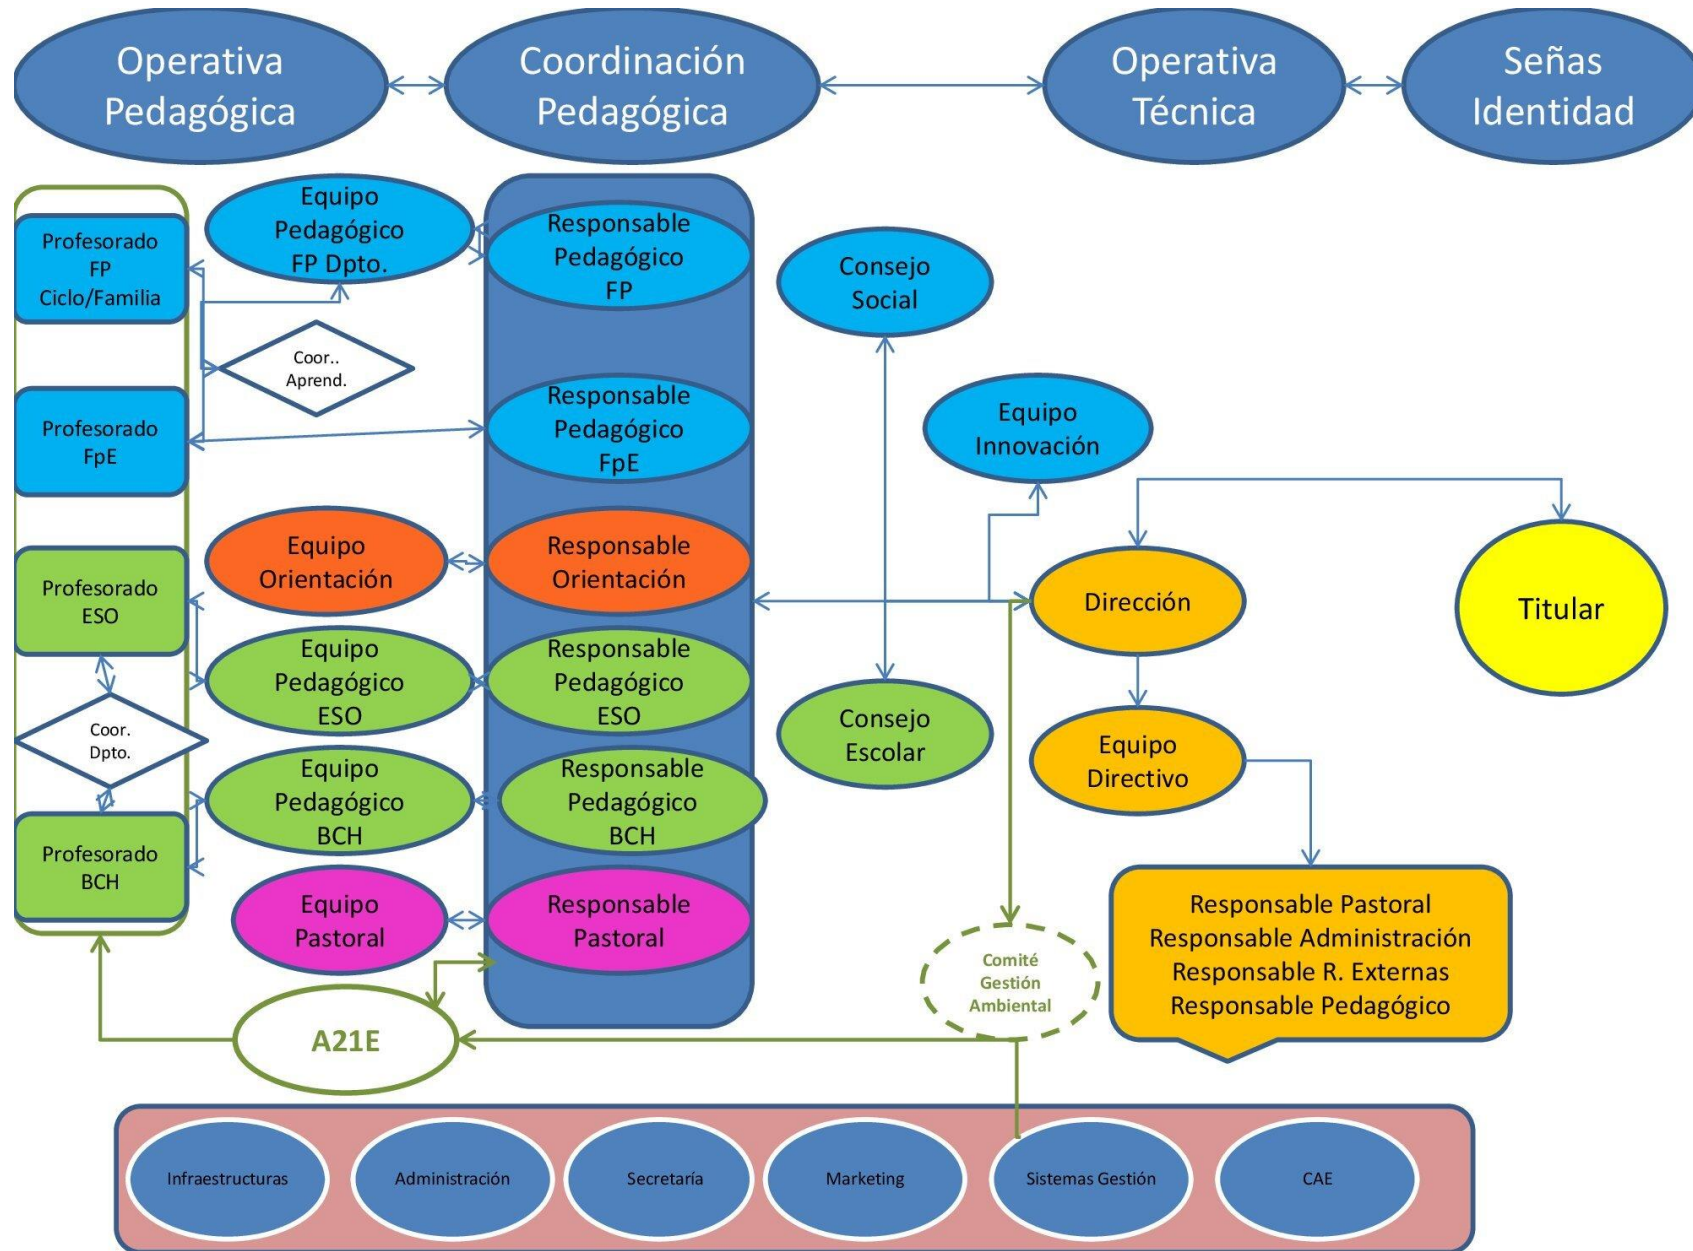 Operativa
Pedagógica
Coordinación
Pedagógica
Operativa
Técnica
Señas
Identidad
Profesorado
FP
Ciclo/Familia
Equipo
Pedagógico
FP Dpto.
Responsable
Pedagógico
FP
Consejo
Social
Coor..
Aprend.
Profesorado
FpE
Responsable
Pedagógico
FpE
Equipo
Innovación
Equipo
Orientación
Responsable
Orientación
Profesorado
ESO
Dirección
Titular
Equipo
Pedagógico
ESO
Responsable
Pedagógico
ESO
Coor.
Dpto.
Consejo
Escolar
Equipo
Directivo
Equipo
Pedagógico
BCH
Responsable
Pedagógico
BCH
Profesorado
BCH
Equipo
Pastoral
Responsable
Pastoral
Responsable Pastoral
Responsable Administración
Responsable R. Externas
Responsable Pedagógico
Comité
Gestión
Ambiental
A21E
Infraestructuras
Administración
Secretaría
Marketing
Sistemas Gestión
CAE